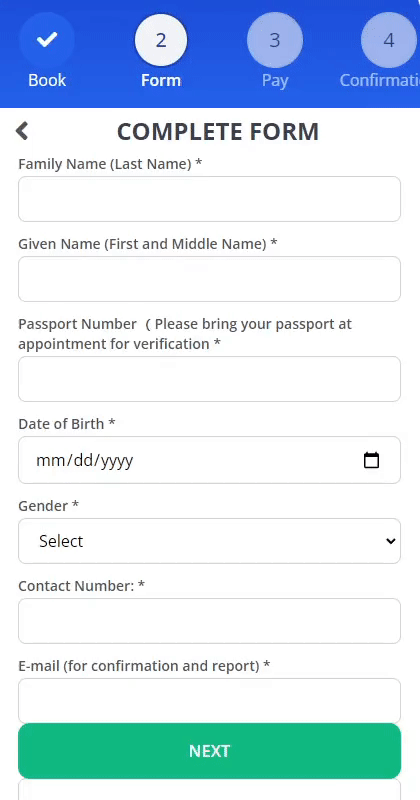 2
3
4
Book
Form
Pay
Confirmati
COMPLETE FORM
Family Name (Last Name) *
Given Name (First and Middle Name) *
Passport Number ( Please bring your passport at
appointment for verification *
Date of Birth *
mm/dd/yyyy
Gender *
Select
Contact Number: *
E-mail (for confirmation and report) *
NEXT